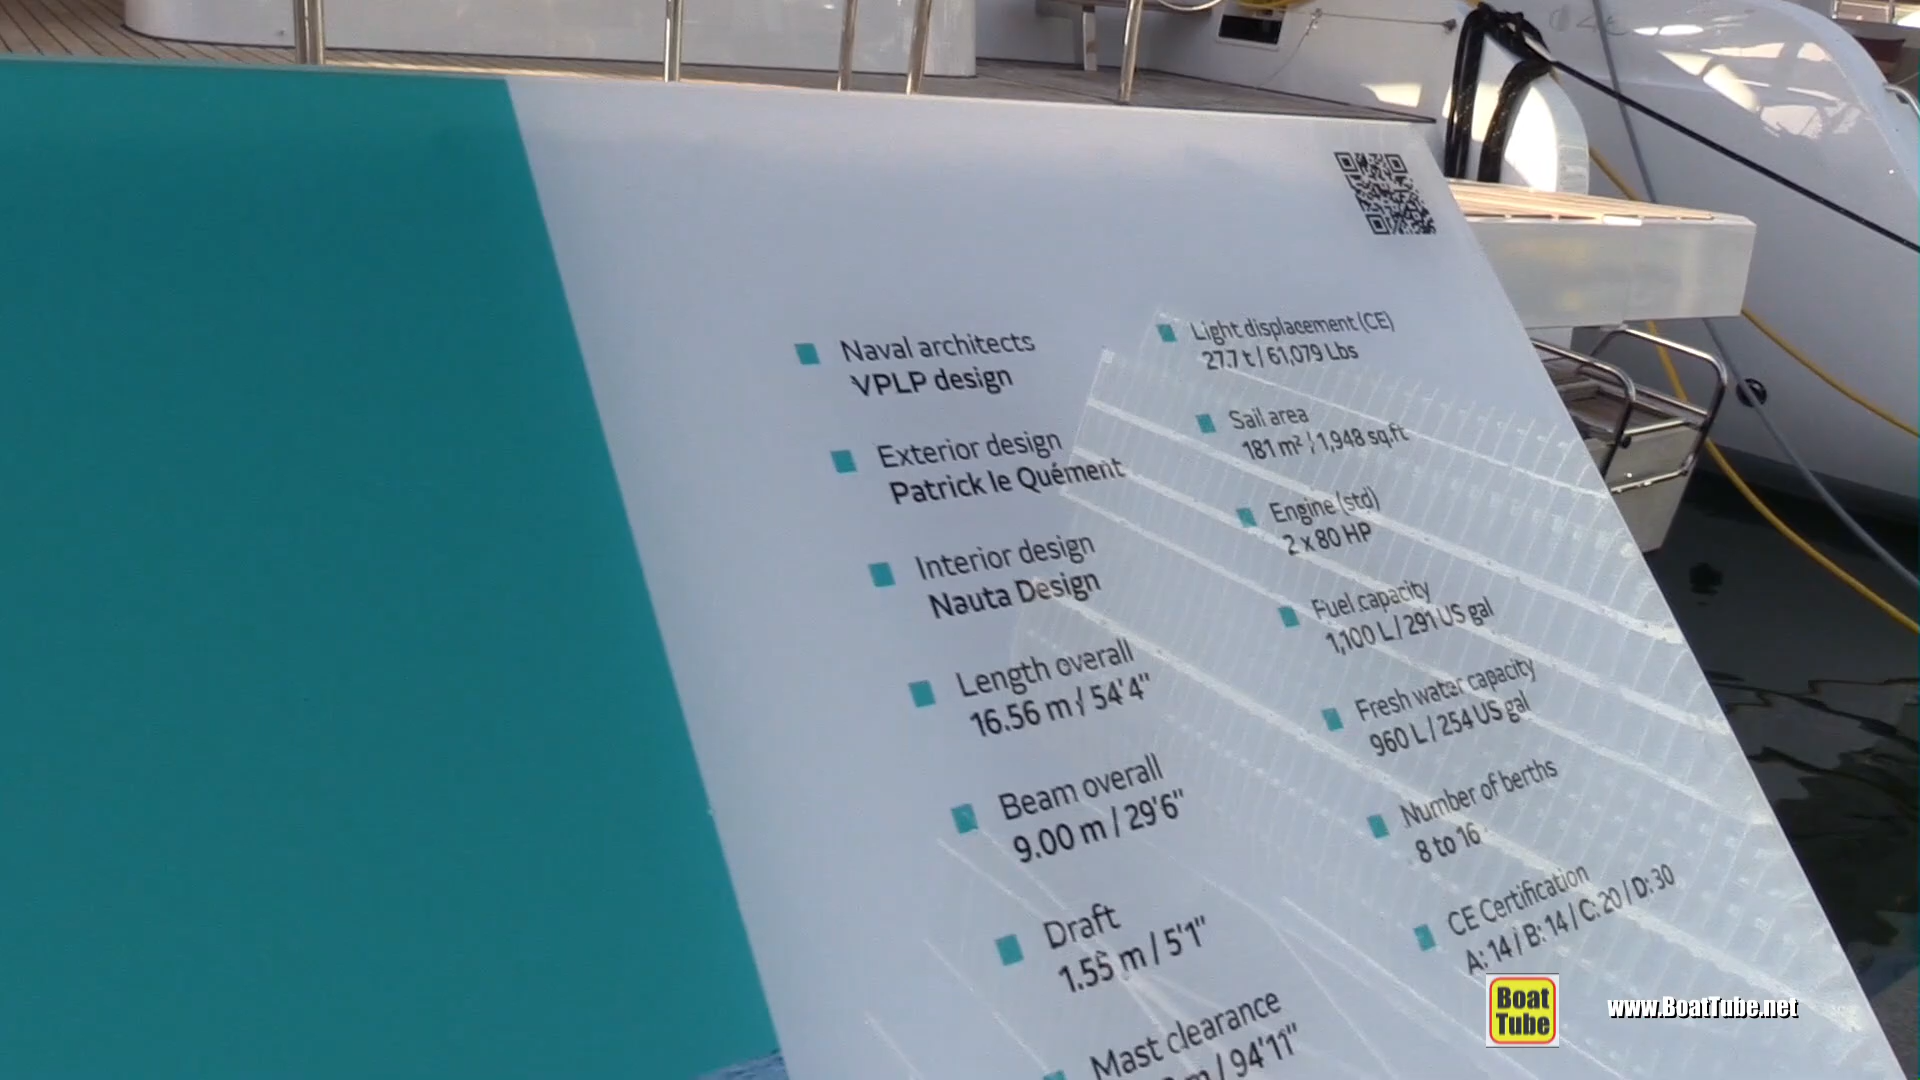 Naval architects
VPLP design
Exterior design
Patrick le Quément
Interior design
Nauta Design
Length overall
16.56 m / 54'4"
Beam overall
9.00 m / 29'6"
Draft
1.55 m / 5'1"
Mast clearance
m / 94'11"
Light displacement (CE)
27.7 t / 61,079 Lbs
Sail area
181 m² / 1,948 sq.ft
Engine (std)
2 x 80 HP
Fuel capacity
1,100 L / 291 US gal
Fresh water capacity
960 L / 254 US gal
Number of berths
8 to 16
CE Certification
A: 14 / B: 14 / C: 20 / D: 30
Boat
Tube
www.BoatTube.net